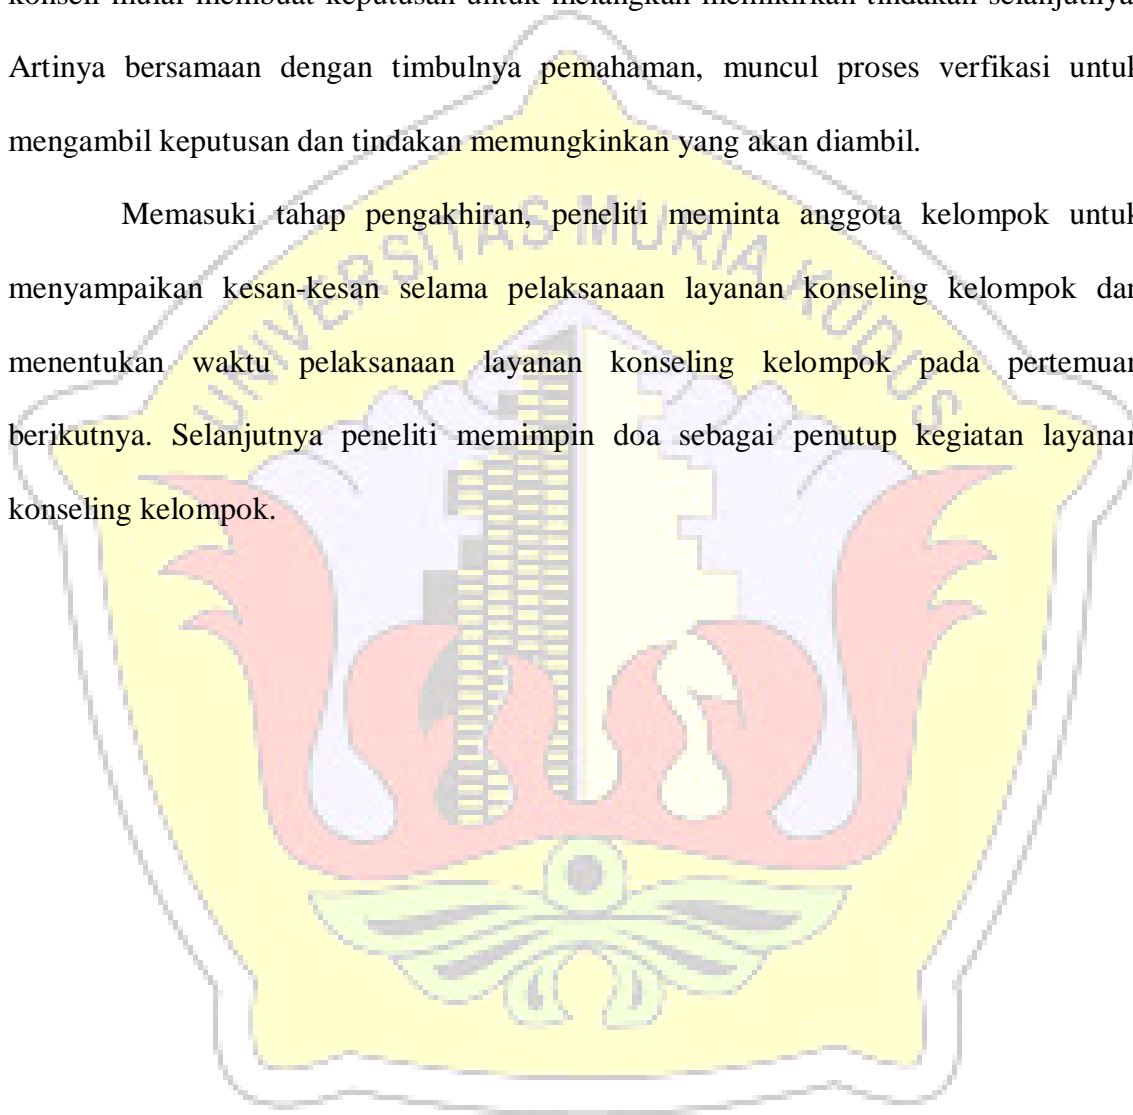 konseli mulai membuat keputusan untuk melangkah memikirkan tindakan selanjutnya
Artinya bersamaan dengan timbulnya pemahaman, muncul proses verfikasi untuk
mengambil keputusan dan tindakan memungkinkan yang akan diambil.
Memasuki tahap pengakhiran, peneliti meminta anggota kelompok untuk
menyampaikan kesan-kesan selama pelaksanaan layanan konseling kelompok dan
menentukan waktu pelaksanaan layanan konseling kelompok pada pertemuan
berikutnya. Selanjutnya peneliti memimpin doa sebagai penutup kegiatan layanan
konseling kelompok.
UNIVERSITAS MURIA KUDUS